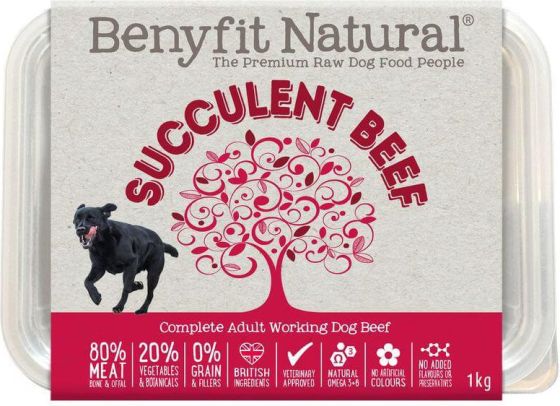 Benyfit Natural®
The Premium Raw Dog Food People
SUCCULENT BEEF
Complete Adult Working Dog Beef
80%
MEAT
BONE & OFFAL
20%
VEGETABLES
& BOTANICALS
0%
GRAIN
& FILLERS
BRITISH
INGREDIENTS
VETERINARY
APPROVED
3
NATURAL
OMEGA 3+6
NO ARTIFICIAL
COLOURS
NO ADDED
FLAVOURS OR
PRESERVATIVES
1kg